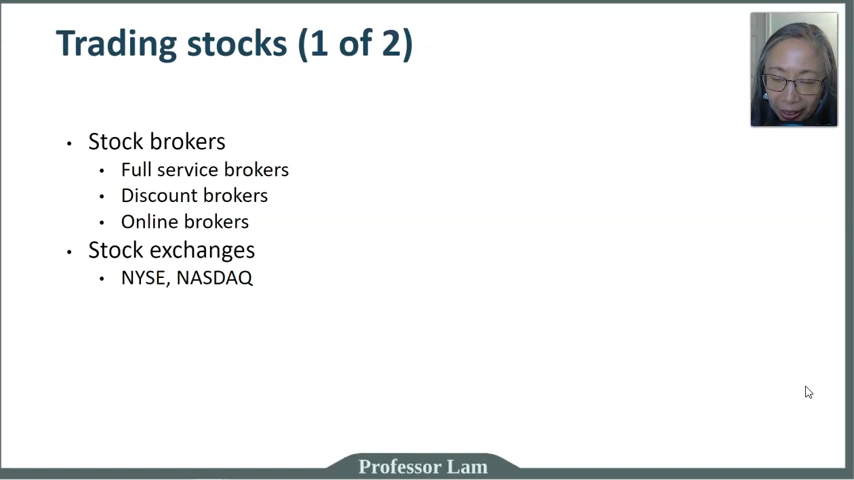 Trading stocks (1 of 2)
• Stock brokers
• Full service brokers
• Discount brokers
• Online brokers
• Stock exchanges
• NYSE, NASDAQ
Professor Lam